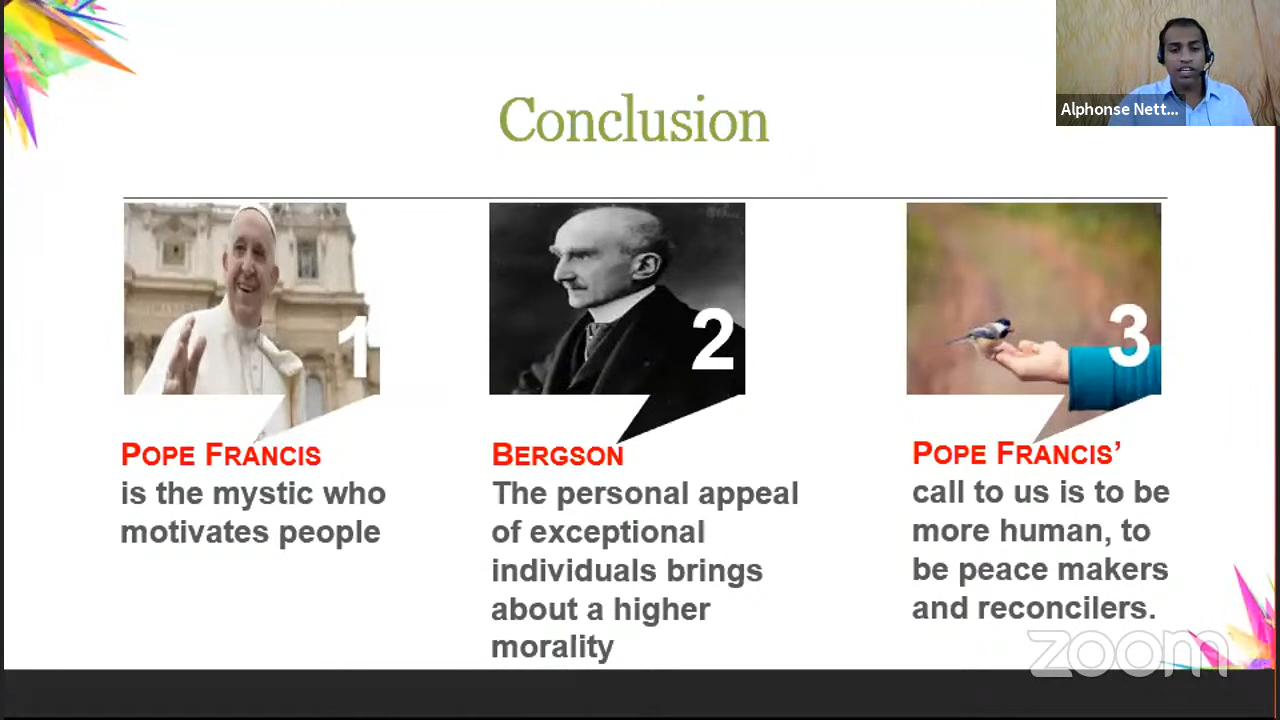 Alphonse Nett...
Conclusion
1
2
3
POPE FRANCIS
is the mystic who
motivates people
BERGSON
The personal appeal
of exceptional
individuals brings
about a higher
morality
POPE FRANCIS'
call to us is to be
more human, to
be peace makers
and reconcilers.
zoom